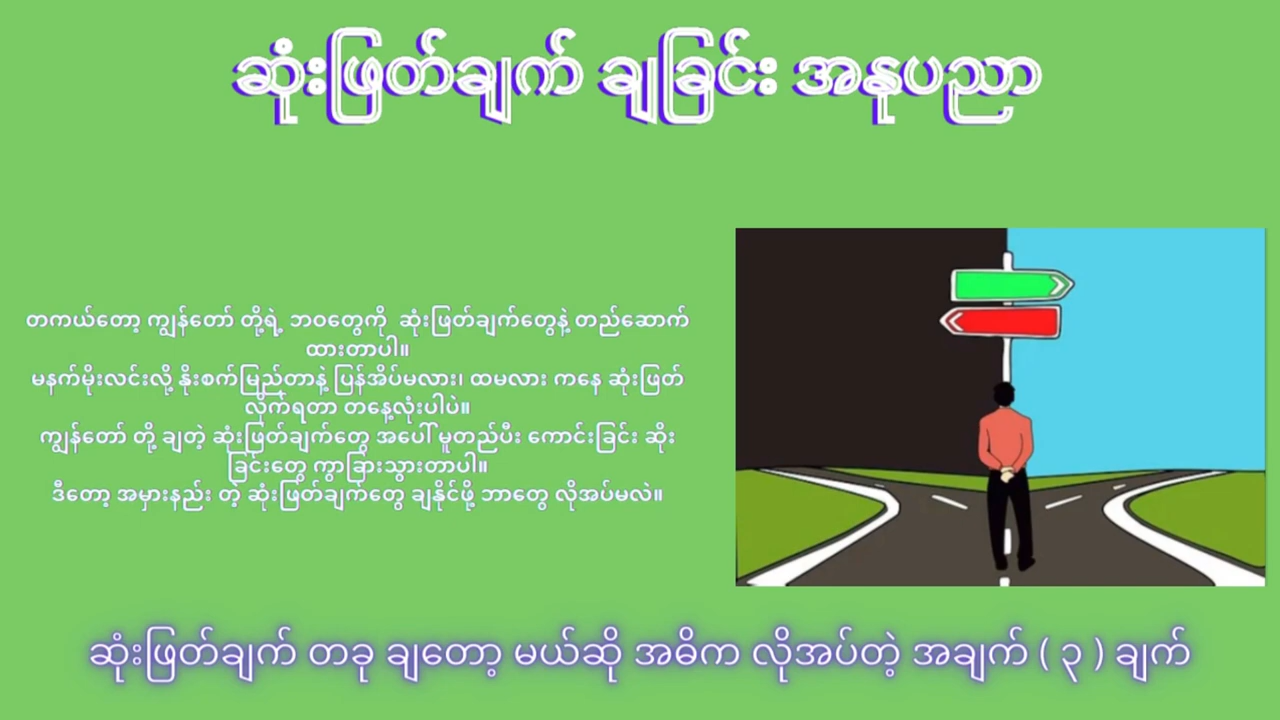 ဆုံးဖြတ်ချက် ချခြင်း အနုပညာ
တကယ်တော့ ကျွန်တော် တို့ရဲ့ ဘဝတွေကို ဆုံးဖြတ်ချက်တွေနဲ့ တည်ဆောက်
ထားတာပါ။
မနက်မိုးလင်းလို့ နိုးစက်မြည်တာနဲ့ ပြန်အိပ်မလား၊ ထမလား ကနေ ဆုံးဖြတ်
လိုက်ရတာ တနေ့လုံးပါပဲ။
ကျွန်တော် တို့ ချတဲ့ ဆုံးဖြတ်ချက်တွေ အပေါ် မူတည်ပီး ကောင်းခြင်း ဆိုး
ခြင်းတွေ ကွာခြားသွားတာပါ။
ဒီတော့ အမှားနည်း တဲ့ ဆုံးဖြတ်ချက်တွေ ချနိုင်ဖို့ ဘာတွေ လိုအပ်မလဲ။
ဆုံးဖြတ်ချက် တခု ချတော့ မယ်ဆို အဓိက လိုအပ်တဲ့ အချက် ( ၃ ) ချက်